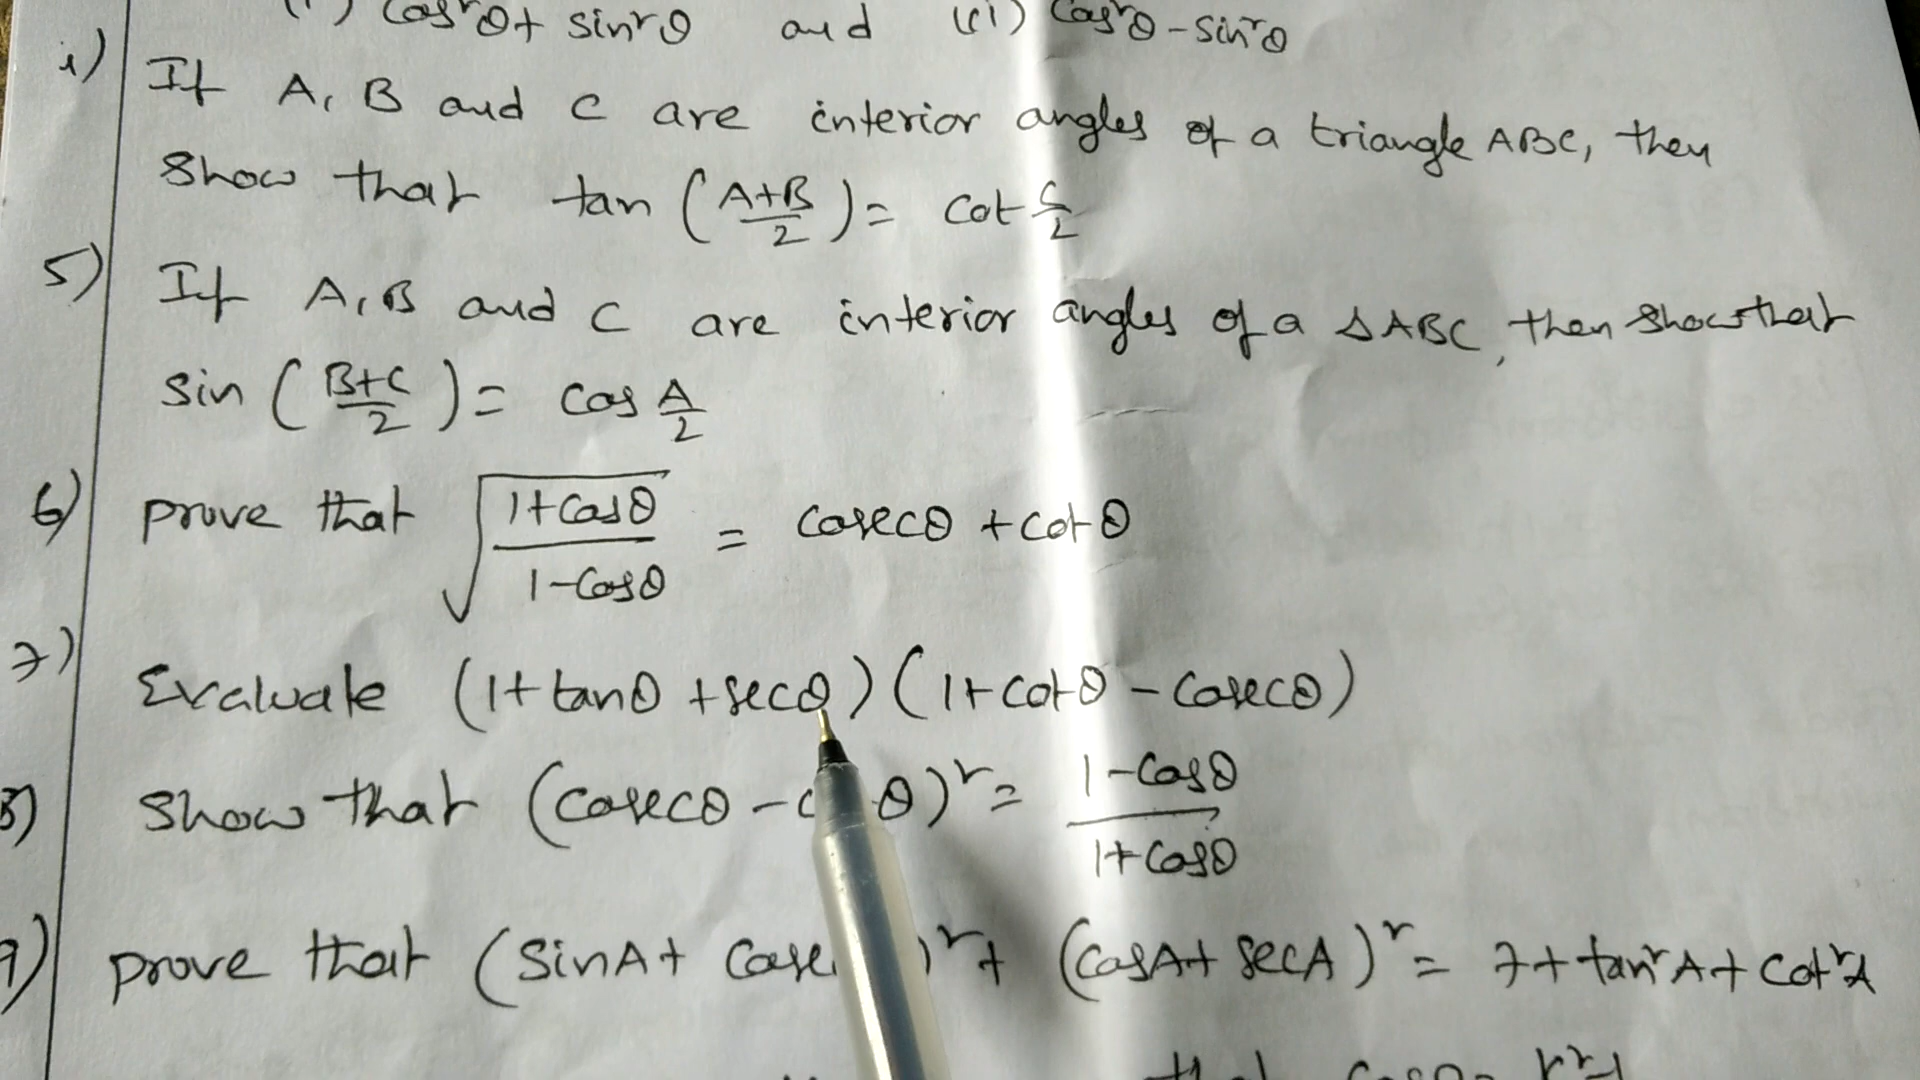 (i) Cos²θ + sin²θ and (ii) Cos²θ - sin²θ
If A, B and C are interior angles of a triangle ABC, then
show that tan (A+B/2) = cot C/2
5) If A, B and C are interior angles of a ΔABC, then show that
sin (B+C/2) = cos A/2
6) prove that √(1+cosθ/1-cosθ) = cosecθ + cotθ
7) Evaluate (1+tanθ+secθ)(1+cotθ-cosecθ)
8) show that (cosecθ - c θ)² = 1-cosθ/1+cosθ
9) prove that (sinA + cosec )² + (cosA + secA)² = 7 + tan²A + cot²A